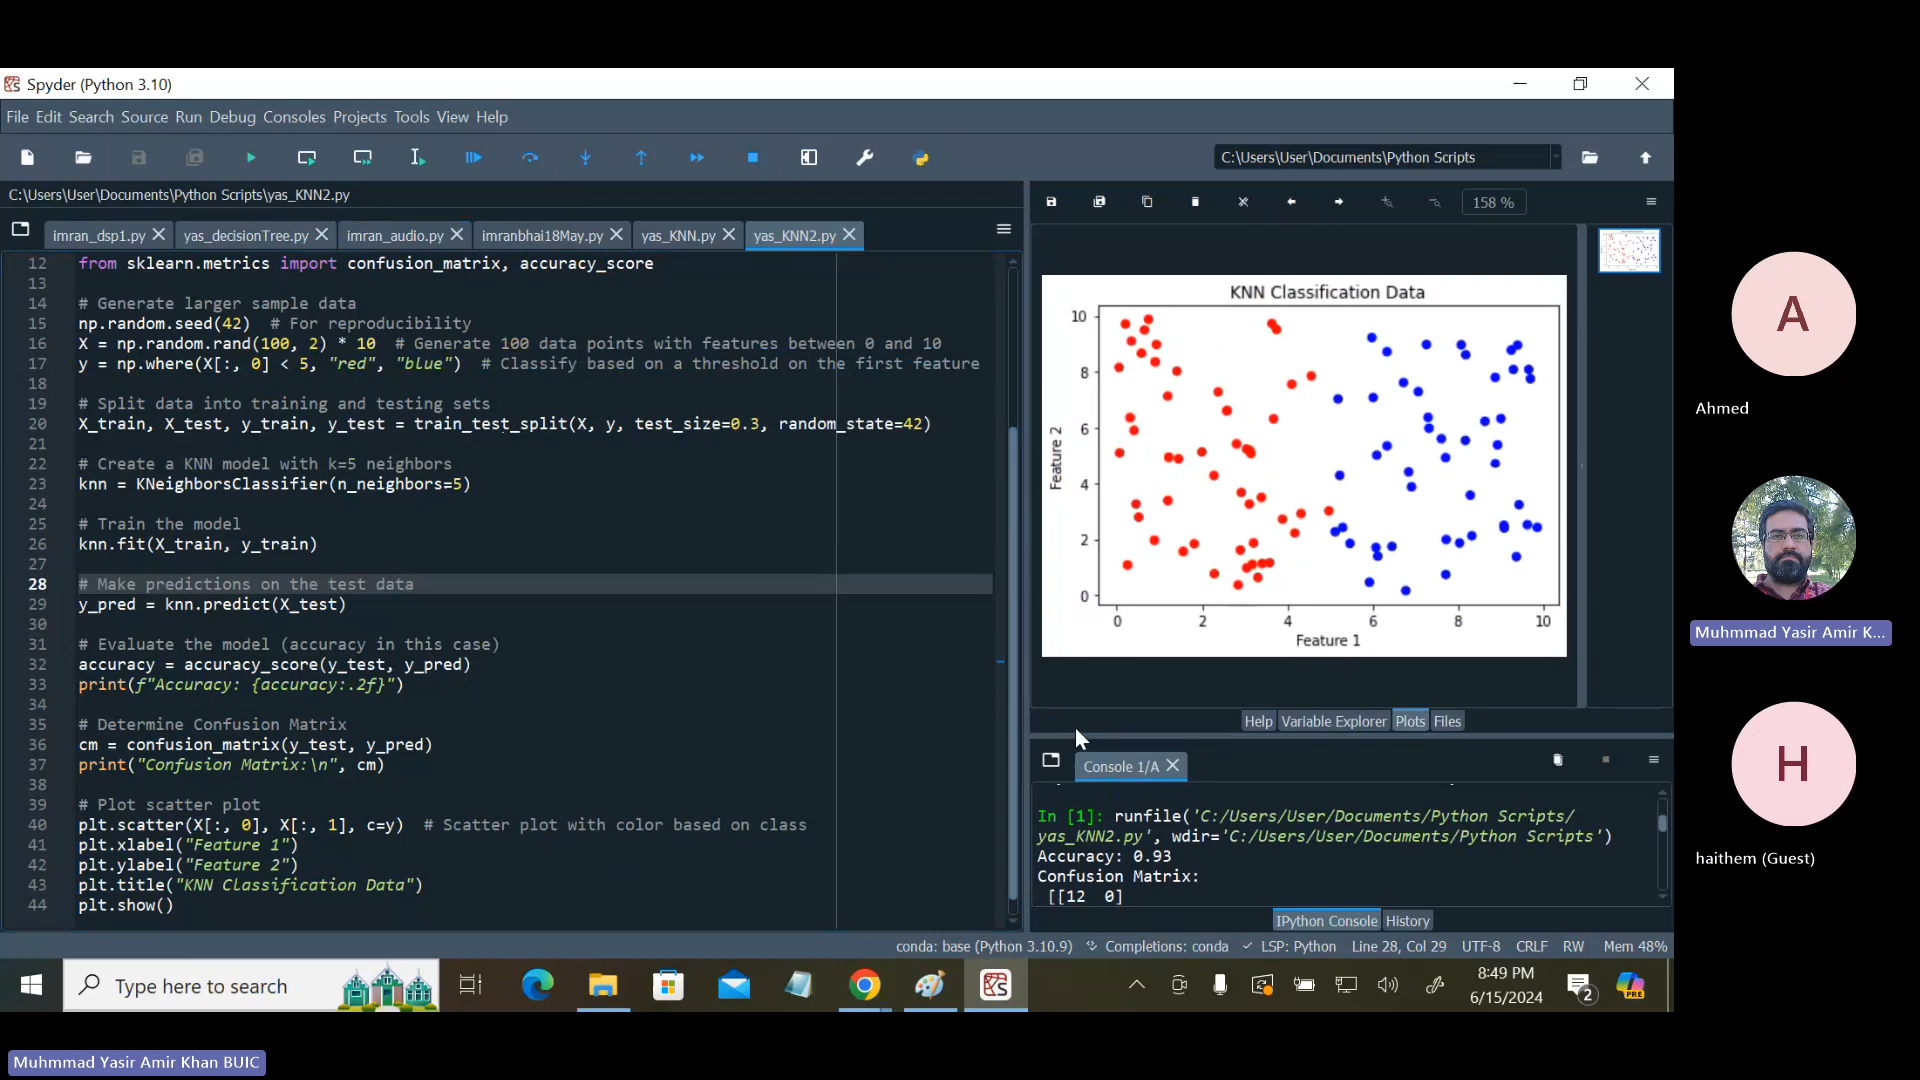 Spyder (Python 3.10)
File Edit Search Source Run Debug Consoles Projects Tools View Help
C:\Users\User\Documents\Python Scripts
C:\Users\User\Documents\Python Scripts\yas_KNN2.py
imran_dsp1.py yas_decisionTree.py imran_audio.py imranbhai18May.py yas_KNN.py yas_KNN2.py
12 from sklearn.metrics import confusion_matrix, accuracy_score
13
14 # Generate larger sample data
15 np.random.seed(42)  # For reproducibility
16 X = np.random.rand(100, 2) * 10  # Generate 100 data points with features between 0 and 10
17 y = np.where(X[:, 0] < 5, "red", "blue")  # Classify based on a threshold on the first feature
18
19 # Split data into training and testing sets
20 X_train, X_test, y_train, y_test = train_test_split(X, y, test_size=0.3, random_state=42)
21
22 # Create a KNN model with k=5 neighbors
23 knn = KNeighborsClassifier(n_neighbors=5)
24
25 # Train the model
26 knn.fit(X_train, y_train)
27
28 # Make predictions on the test data
29 y_pred = knn.predict(X_test)
30
31 # Evaluate the model (accuracy in this case)
32 accuracy = accuracy_score(y_test, y_pred)
33 print(f"Accuracy: {accuracy:.2f}")
34
35 # Determine Confusion Matrix
36 cm = confusion_matrix(y_test, y_pred)
37 print("Confusion Matrix:\n", cm)
38
39 # Plot scatter plot
40 plt.scatter(X[:, 0], X[:, 1], c=y)  # Scatter plot with color based on class
41 plt.xlabel("Feature 1")
42 plt.ylabel("Feature 2")
43 plt.title("KNN Classification Data")
44 plt.show()
158 %
KNN Classification Data
10
8
6
4
2
0
Feature 2
0 2 4 6 8 10
Feature 1
Help Variable Explorer Plots Files
Console 1/A
In [1]: runfile('C:/Users/User/Documents/Python Scripts/
yas_KNN2.py', wdir='C:/Users/User/Documents/Python Scripts')
Accuracy: 0.93
Confusion Matrix:
[[12  0]
IPython Console History
conda: base (Python 3.10.9) Completions: conda LSP: Python Line 28, Col 29 UTF-8 CRLF RW Mem 48%
Type here to search
8:49 PM
6/15/2024
2
PRE
A
Ahmed
Muhmmad Yasir Amir K...
H
haithem (Guest)
Muhmmad Yasir Amir Khan BUIC